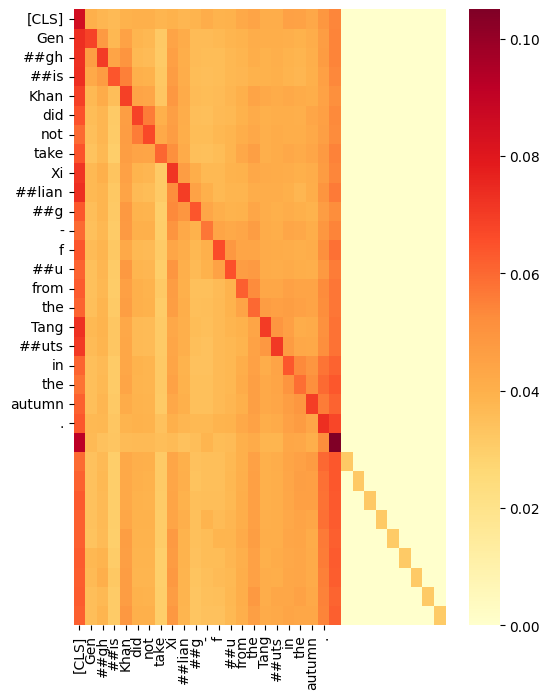 [CLS]
Gen
##gh
##is
Khan
did
not
take
Xi
##lian
##g
-
f
##u
from
the
Tang
##uts
in
the
autumn
.
0.10
0.08
0.06
0.04
0.02
0.00
[CLS]
Gen
##gh
##is
Khan
did
not
take
Xi
##lian
##g
-
f
##u
from
the
Tang
##uts
in
the
autumn
.